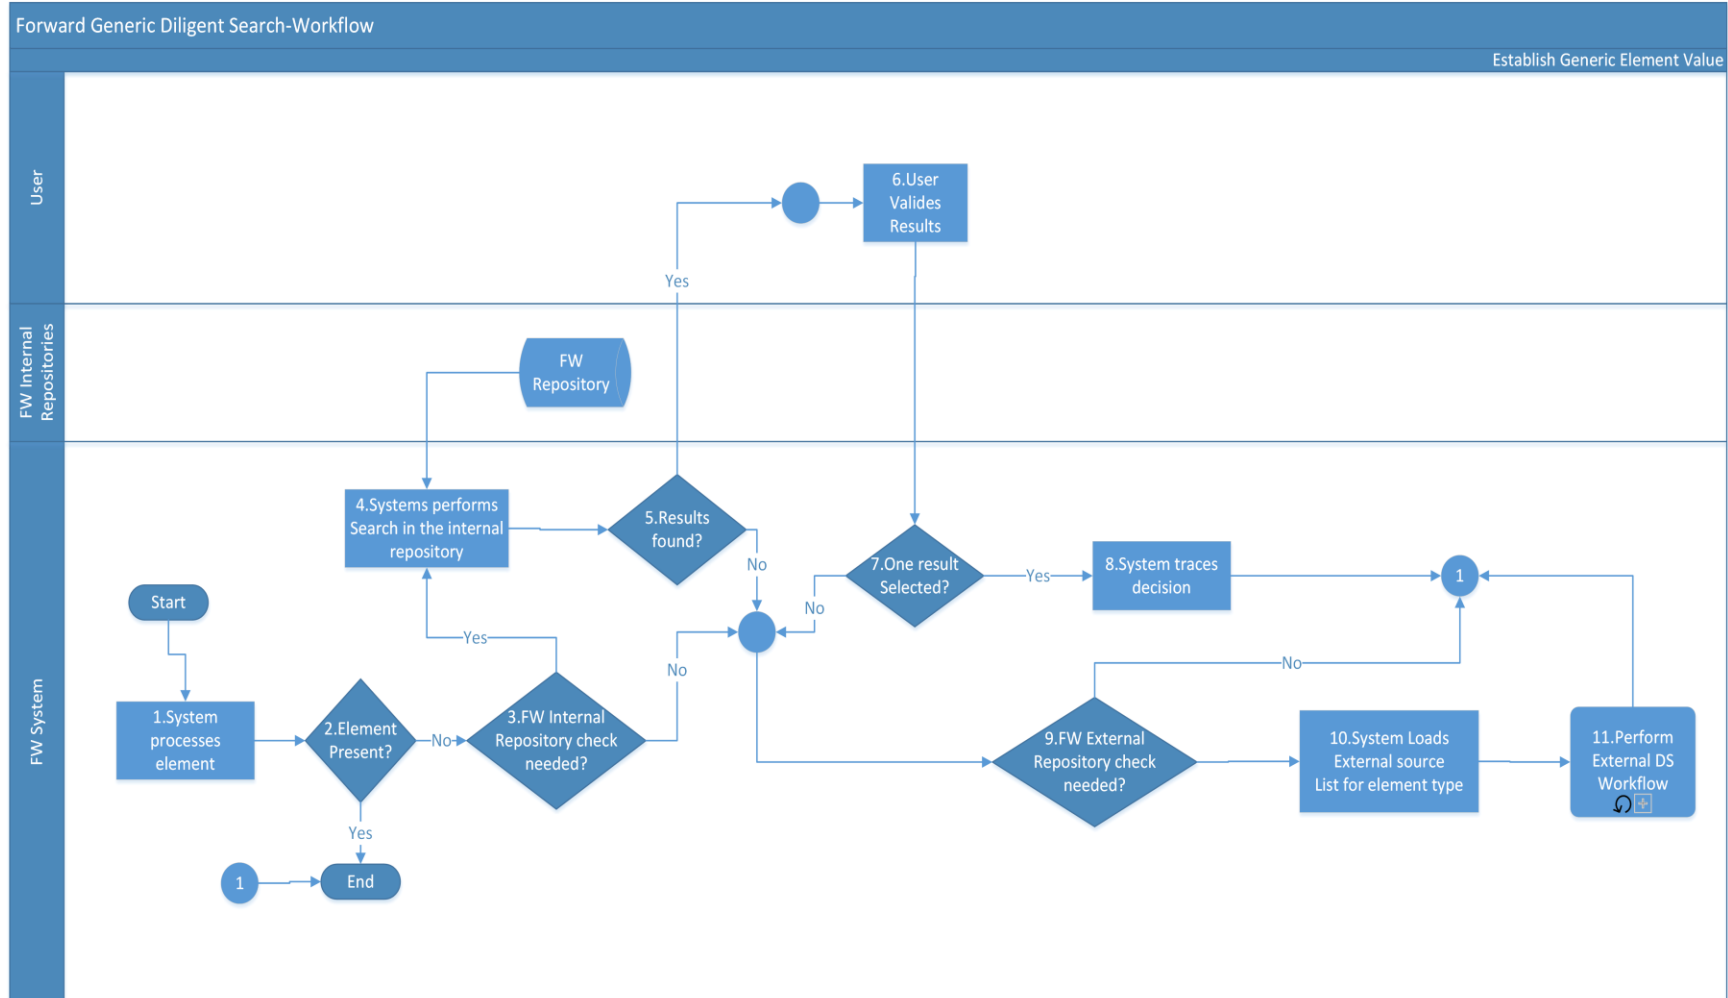 Forward Generic Diligent Search-Workflow
Establish Generic Element Value
User
6.User
Valides
Results
Yes
FW Internal
Repositories
FW
Repository
FW System
4.Systems performs
Search in the internal
repository
5.Results
found?
No
7.One result
Selected?
Yes
8.System traces
decision
1
No
Start
Yes
No
No
1.System
processes
element
2.Element
Present?
No
3.FW Internal
Repository check
needed?
9.FW External
Repository check
needed?
10.System Loads
External source
List for element type
11.Perform
External DS
Workflow
Yes
1
End